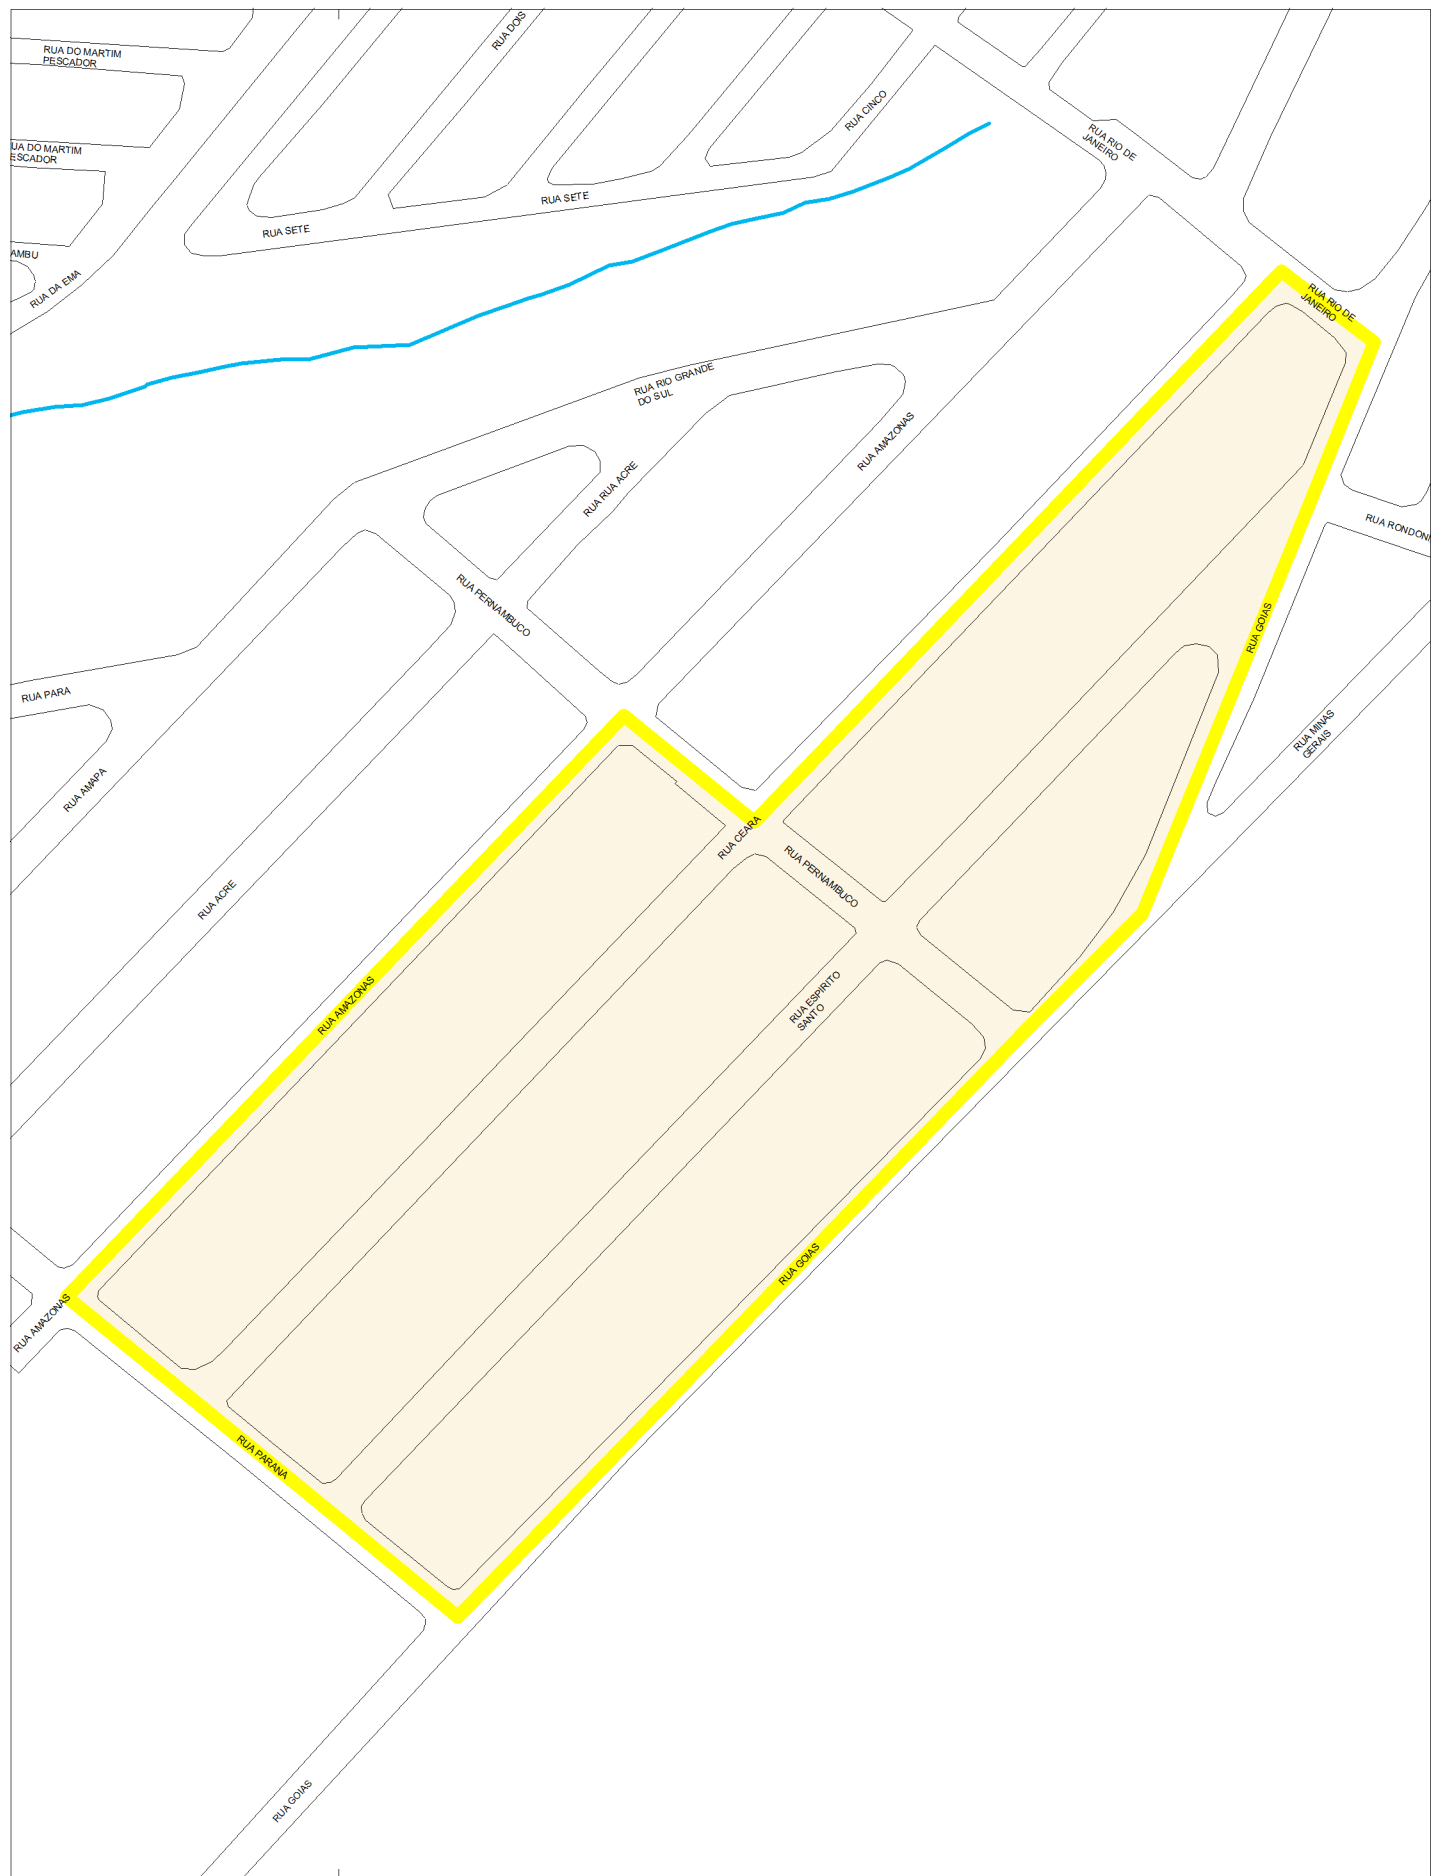 RUA DOIS
RUA DO MARTIM
PESCADOR
RUA CINCO
RUA RIO DE
JANEIRO
UA DO MARTIM
ESCADOR
RUA SETE
RUA SETE
AMBU
RUA DA EMA
RUA RIO DE
JANEIRO
RUA RIO GRANDE
DO SUL
RUA AMAZONAS
RUA RUA ACRE
RUA RONDONI
RUA PERNAMBUCO
RUA GOIAS
RUA PARA
RUA MINAS
GERAIS
RUA AMAPA
RUA CEARA
RUA PERNAMBUCO
RUA ACRE
RUA ESPIRITO
SANTO
RUA AMAZONAS
RUA GOIAS
RUA AMAZONAS
RUA PARANA
RUA GOIAS